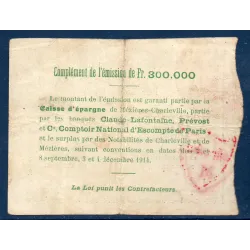 Complément de l'émission de Fr. 300.000
Le montant de l'émission est garanti partie par la
Caisse d'épargne de Mézières-Charleville, partie
par les banques Claude-Lafontaine, Prévost
et Cie, Comptoir National d'Escompte de Paris
et le surplus par des Notabilités de Charleville et de
Mézières, suivant conventions en dates des
Septembre, 3 et 4 Décembre 1914.
La Loi punit les Contrefacteurs.